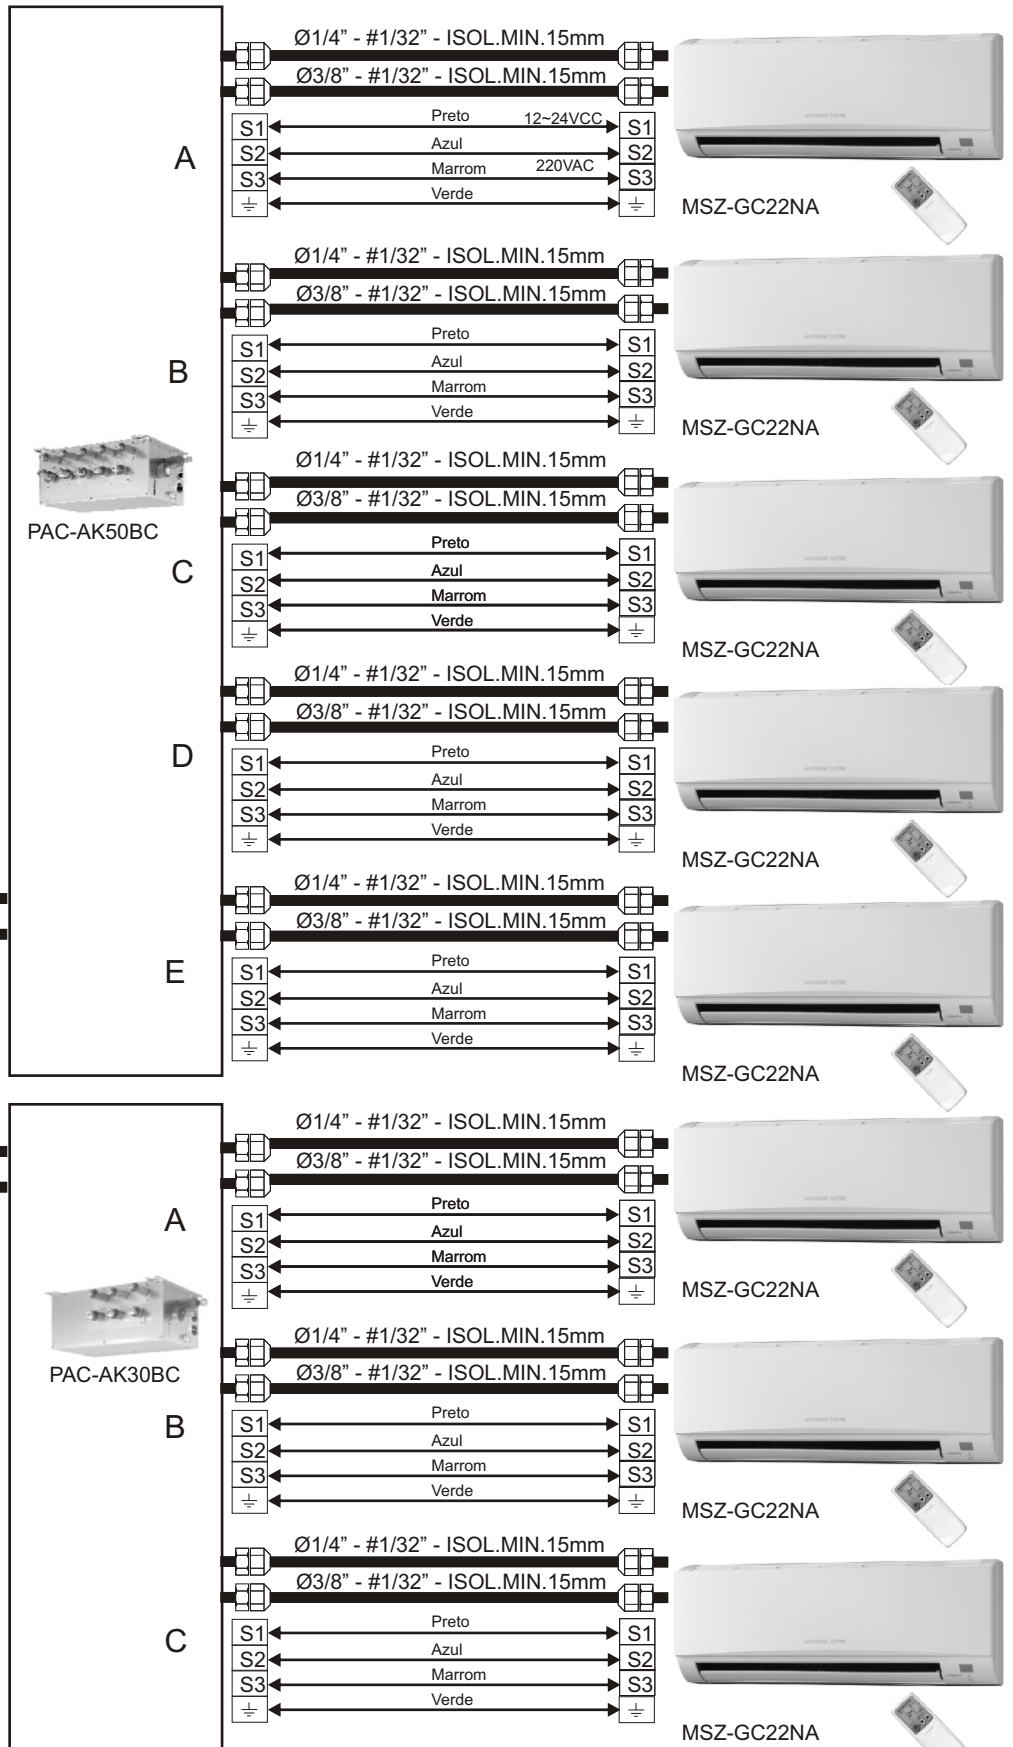 Ø1/4” - #1/32” - ISOL.MIN.15mm
Ø3/8” - #1/32” - ISOL.MIN.15mm
A
S1 Preto 12~24VCC S1
S2 Azul S2
S3 Marrom 220VAC S3
Verde
MSZ-GC22NA
Ø1/4” - #1/32” - ISOL.MIN.15mm
Ø3/8” - #1/32” - ISOL.MIN.15mm
B
S1 Preto S1
S2 Azul S2
S3 Marrom S3
Verde
MSZ-GC22NA
PAC-AK50BC
Ø1/4” - #1/32” - ISOL.MIN.15mm
Ø3/8” - #1/32” - ISOL.MIN.15mm
C
S1 Preto S1
S2 Azul S2
S3 Marrom S3
Verde
MSZ-GC22NA
Ø1/4” - #1/32” - ISOL.MIN.15mm
Ø3/8” - #1/32” - ISOL.MIN.15mm
D
S1 Preto S1
S2 Azul S2
S3 Marrom S3
Verde
MSZ-GC22NA
Ø1/4” - #1/32” - ISOL.MIN.15mm
Ø3/8” - #1/32” - ISOL.MIN.15mm
E
S1 Preto S1
S2 Azul S2
S3 Marrom S3
Verde
MSZ-GC22NA
Ø1/4” - #1/32” - ISOL.MIN.15mm
Ø3/8” - #1/32” - ISOL.MIN.15mm
A
S1 Preto S1
S2 Azul S2
S3 Marrom S3
Verde
MSZ-GC22NA
PAC-AK30BC
Ø1/4” - #1/32” - ISOL.MIN.15mm
Ø3/8” - #1/32” - ISOL.MIN.15mm
B
S1 Preto S1
S2 Azul S2
S3 Marrom S3
Verde
MSZ-GC22NA
Ø1/4” - #1/32” - ISOL.MIN.15mm
Ø3/8” - #1/32” - ISOL.MIN.15mm
C
S1 Preto S1
S2 Azul S2
S3 Marrom S3
Verde
MSZ-GC22NA